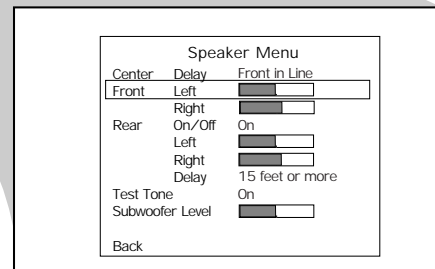 Speaker Menu
Center Delay Front in Line
Front Left
Right
Rear On/Off On
Left
Right
Delay 15 feet or more
Test Tone On
Subwoofer Level
Back